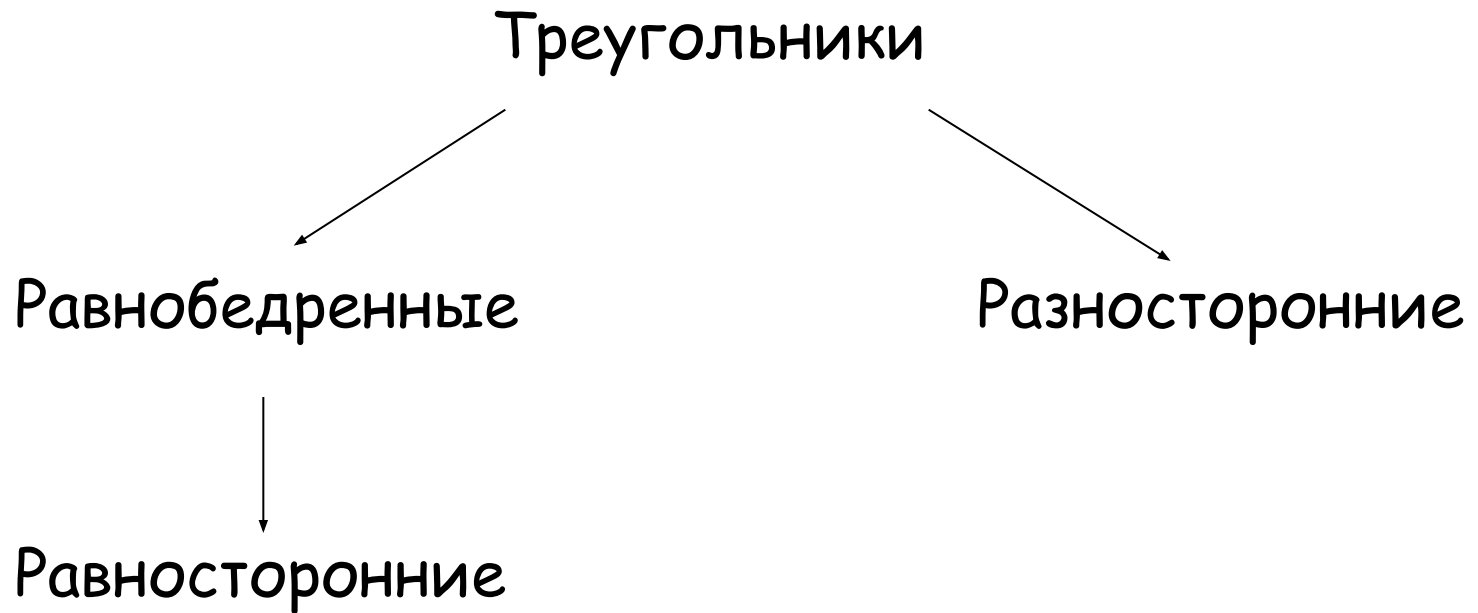 Треугольники
Равнобедренные
Разносторонние
Равносторонние